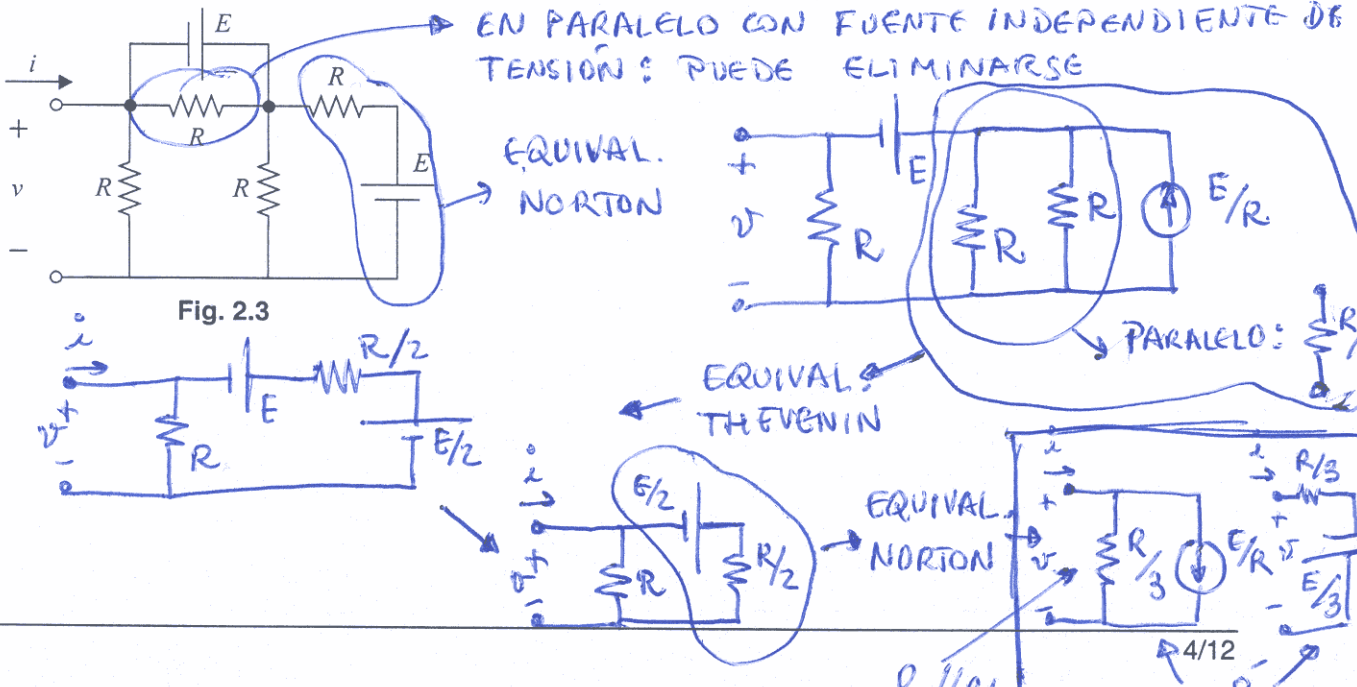 EN PARALELO CON FUENTE INDEPENDIENTE DE
TENSIÓN: PUEDE ELIMINARSE
E
i
R
R
+
v
−
R
R
E
EQUIVAL.
NORTON
+
v
−
R
E
R
R
E/R
PARALELO:
Fig. 2.3
i
+
v
−
R
E
R/2
E/2
EQUIVAL.
THEVENIN
i
+
v
−
R
E/2
R/2
EQUIVAL.
NORTON
i
+
v
−
R/3
E/R
i
R/3
+
v
−
E/3
4/12